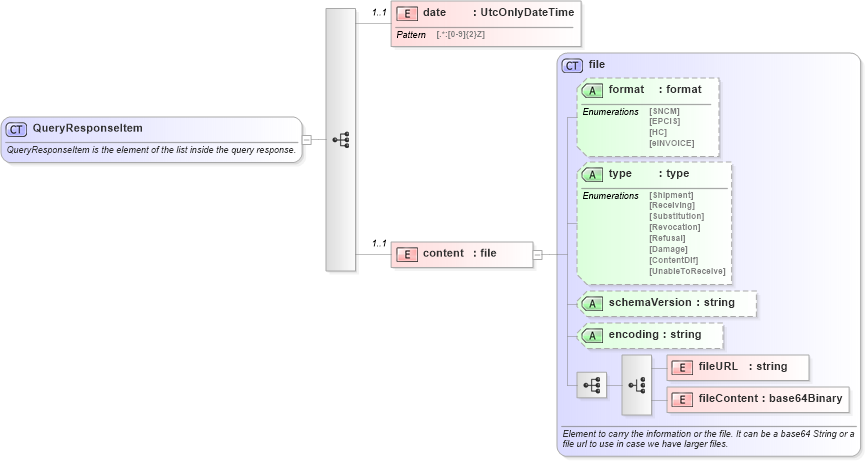 1..1
E date : UtcOnlyDateTime
Pattern [.*:[0-9]{2}Z]
CT file
A format : format
Enumerations [SNCM]
[EPCIS]
[HC]
[eINVOICE]
CT QueryResponseItem
QueryResponseItem is the element of the list inside the query response.
A type : type
Enumerations [Shipment]
[Receiving]
[Substitution]
[Revocation]
[Refusal]
[Damage]
[ContentDif]
[UnableToReceive]
1..1
E content : file
A schemaVersion : string
A encoding : string
E fileURL : string
E fileContent : base64Binary
Element to carry the information or the file. It can be a base64 String or a
file url to use in case we have larger files.